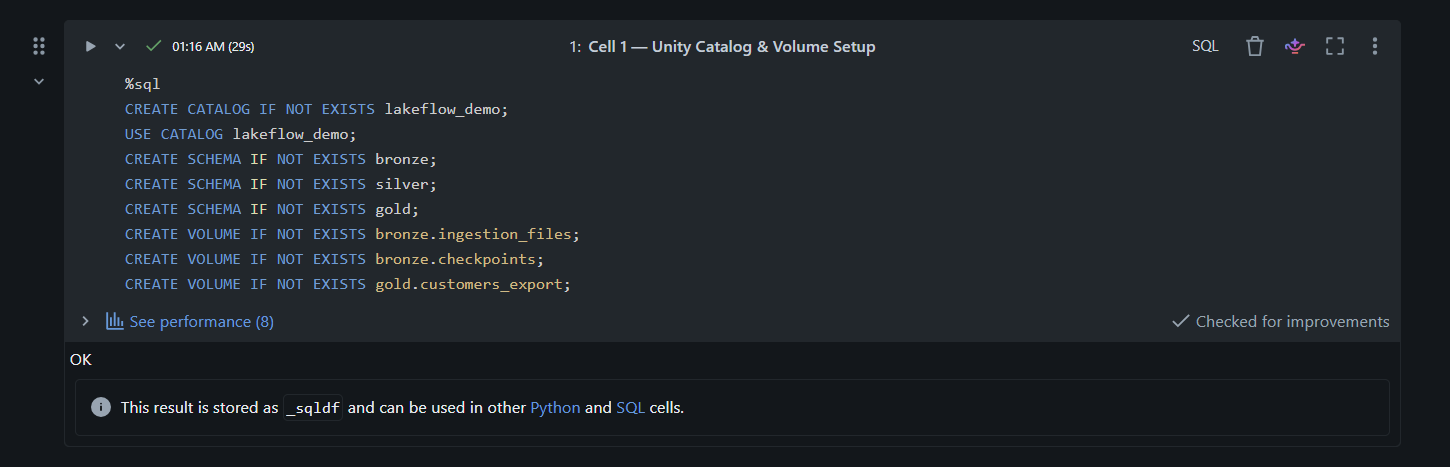 01:16 AM (29s)
1: Cell 1 — Unity Catalog & Volume Setup
SQL
%sql
CREATE CATALOG IF NOT EXISTS lakeflow_demo;
USE CATALOG lakeflow_demo;
CREATE SCHEMA IF NOT EXISTS bronze;
CREATE SCHEMA IF NOT EXISTS silver;
CREATE SCHEMA IF NOT EXISTS gold;
CREATE VOLUME IF NOT EXISTS bronze.ingestion_files;
CREATE VOLUME IF NOT EXISTS bronze.checkpoints;
CREATE VOLUME IF NOT EXISTS gold.customers_export;
See performance (8)
Checked for improvements
OK
This result is stored as _sqldf and can be used in other Python and SQL cells.